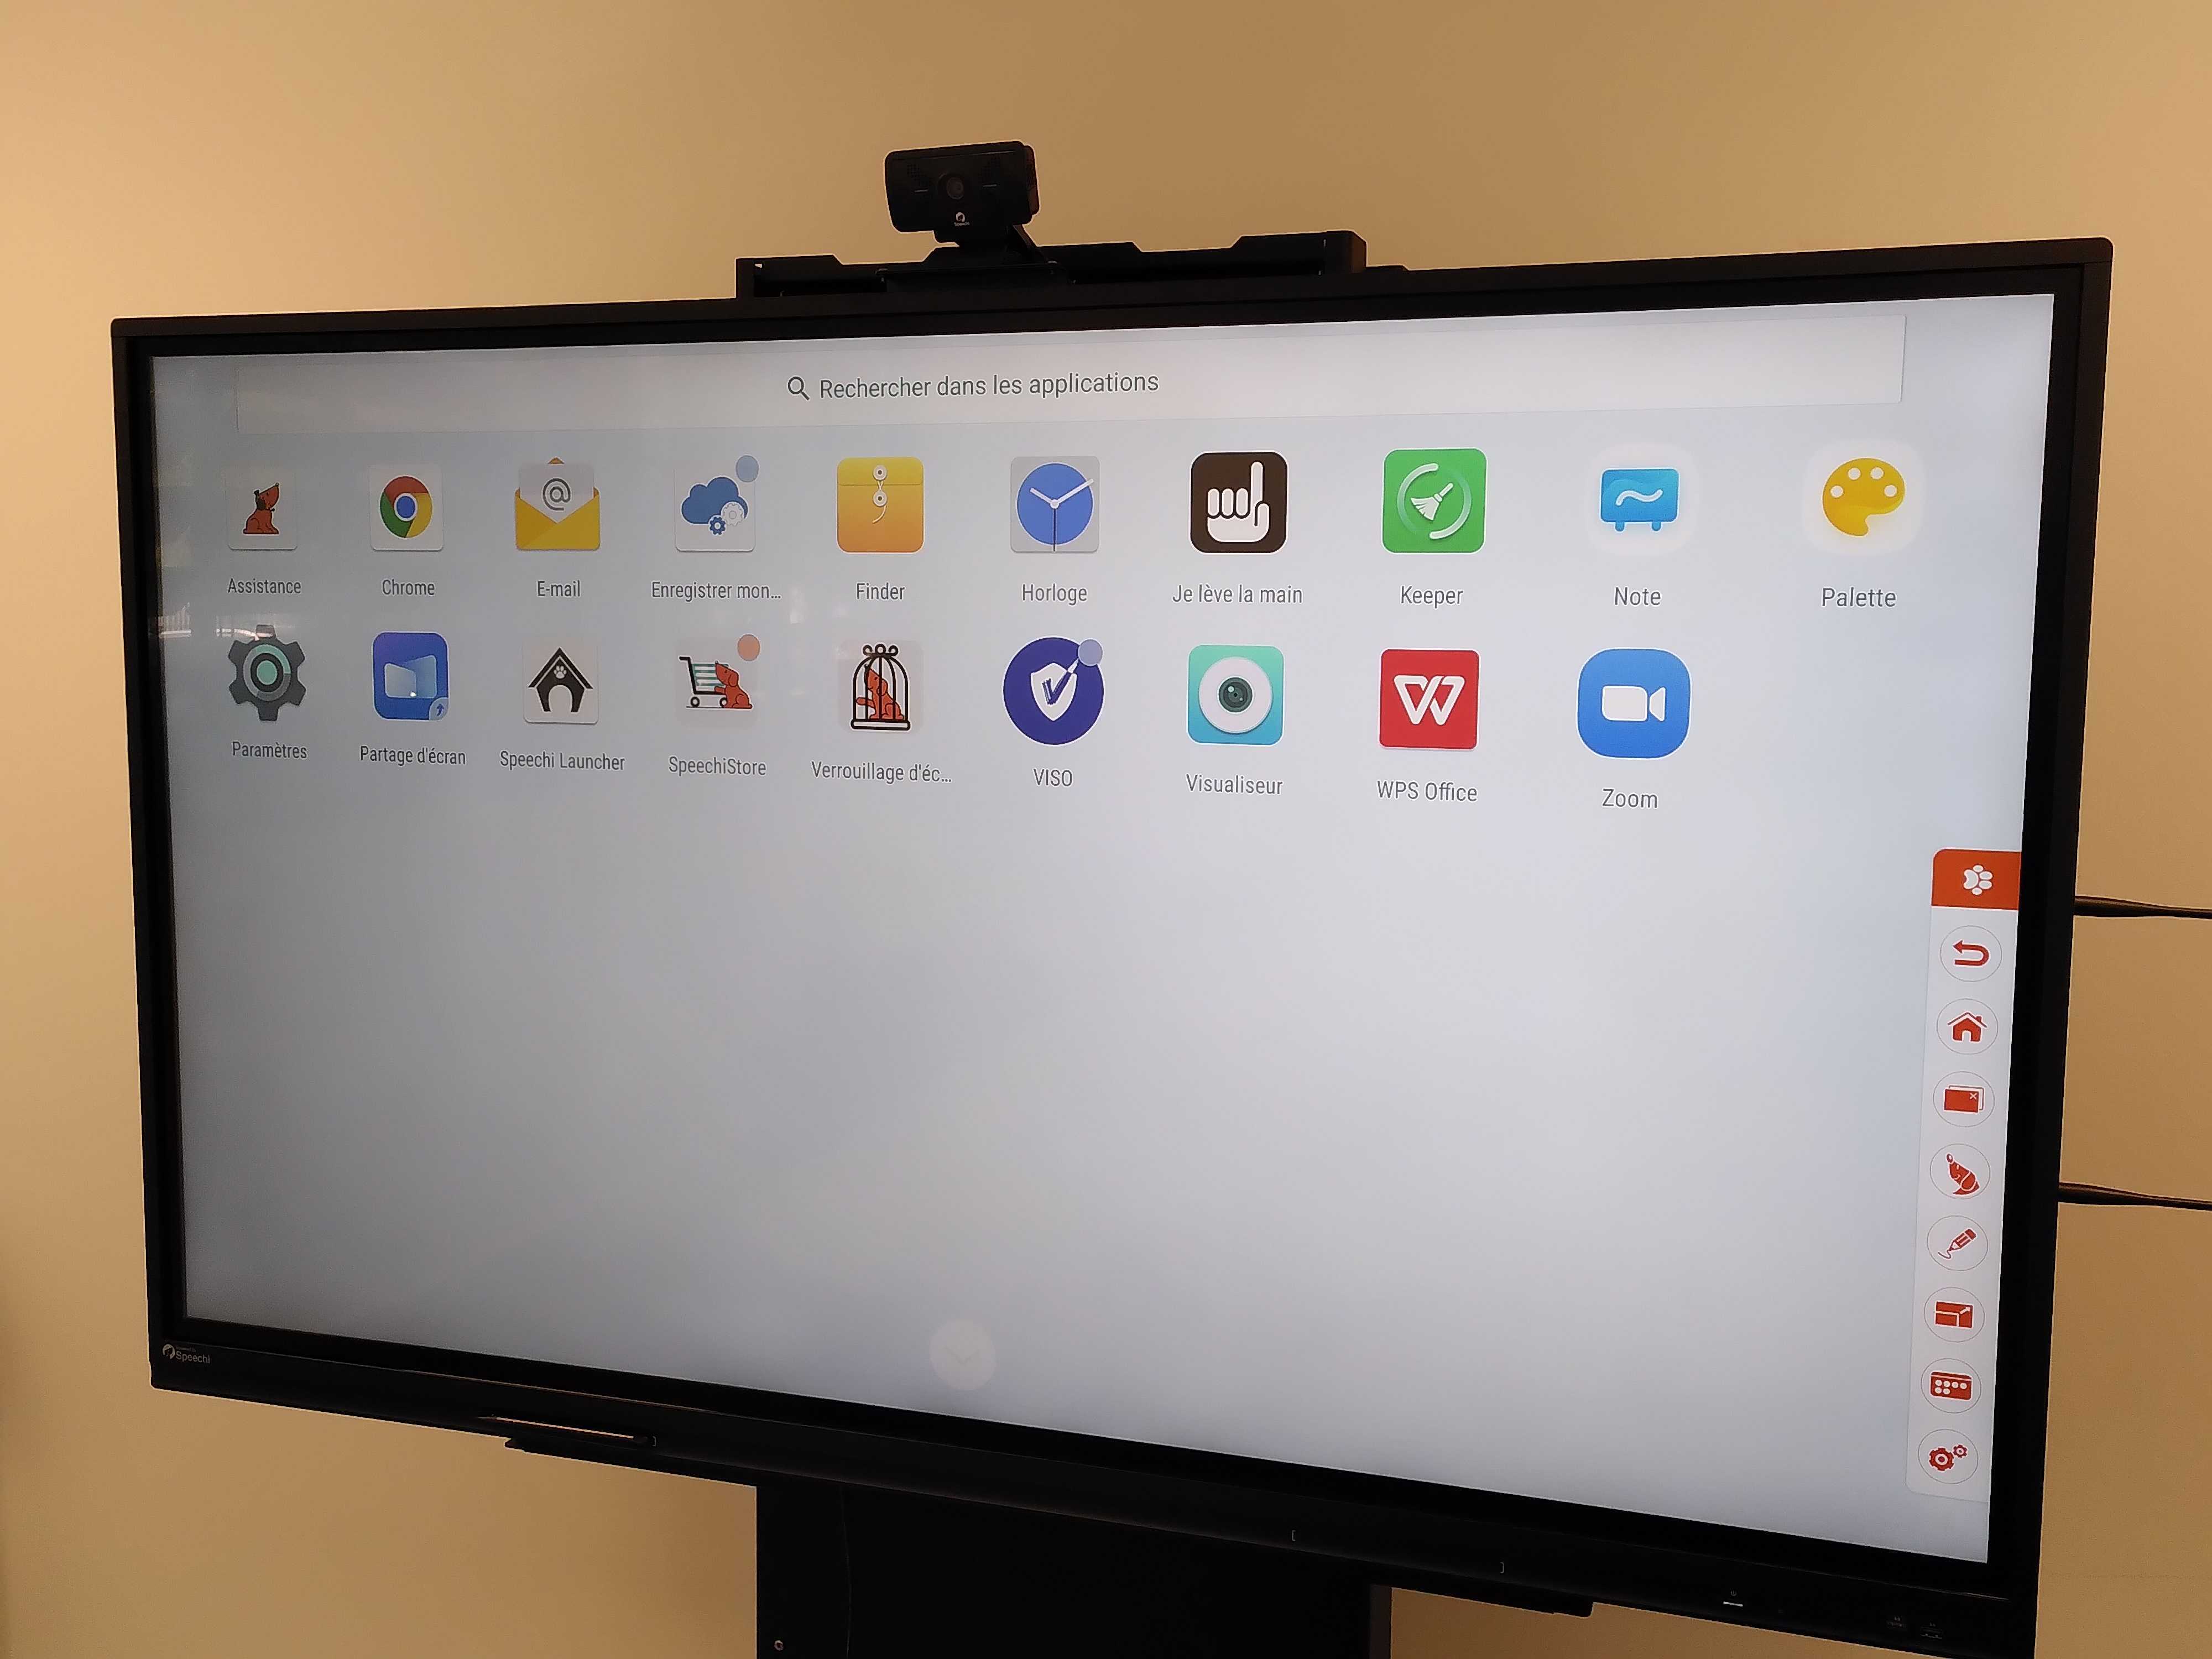 Speechi
Rechercher dans les applications
Assistance
Chrome
E-mail
@
Enregistrer mon...
Finder
Horloge
Je lève la main
Keeper
Note
Palette
Paramètres
Partage d'écran
Speechi Launcher
SpeechiStore
Verrouillage d'éc...
VISO
Visualiseur
WPS Office
Zoom
Speechi